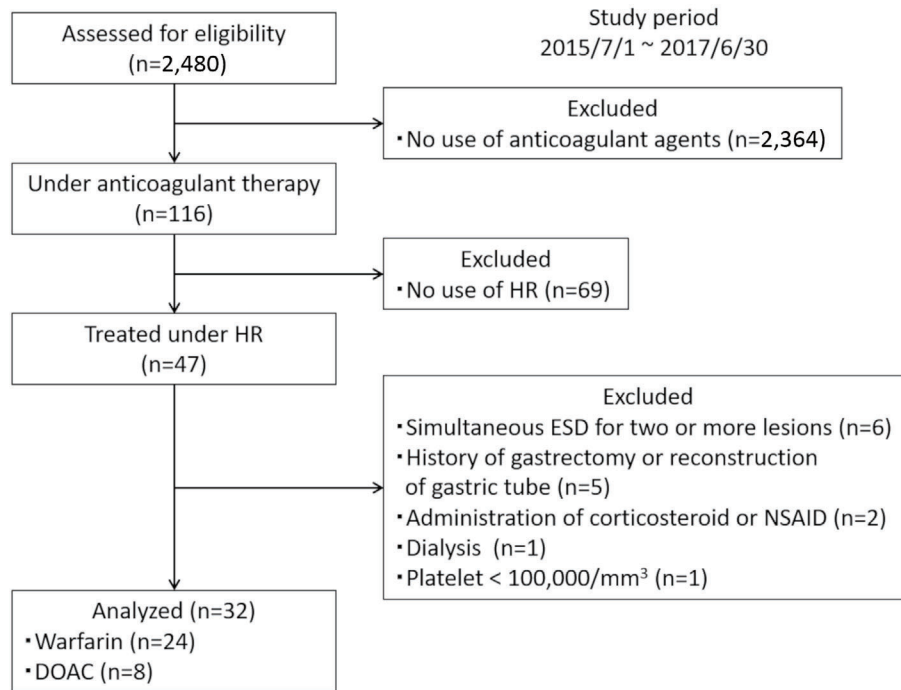 Assessed for eligibility
(n=2,480)
Study period
2015/7/1 ~ 2017/6/30
Excluded
・No use of anticoagulant agents (n=2,364)
Under anticoagulant therapy
(n=116)
Excluded
・No use of HR (n=69)
Treated under HR
(n=47)
Excluded
・Simultaneous ESD for two or more lesions (n=6)
・History of gastrectomy or reconstruction
of gastric tube (n=5)
・Administration of corticosteroid or NSAID (n=2)
・Dialysis (n=1)
・Platelet < 100,000/mm³ (n=1)
Analyzed (n=32)
・Warfarin (n=24)
・DOAC (n=8)